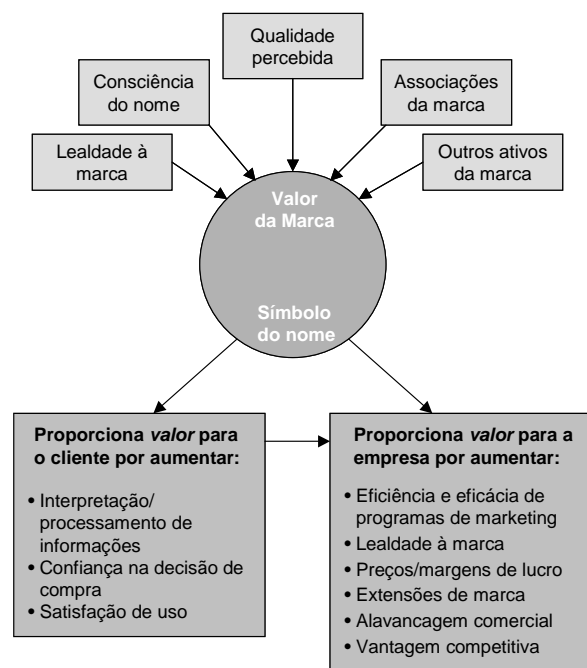 Qualidade
percebida
Consciência
do nome
Associações
da marca
Lealdade à
marca
Outros ativos
da marca
Valor
da Marca
Símbolo
do nome
Proporciona valor para
o cliente por aumentar:
• Interpretação/
processamento de
informações
• Confiança na decisão de
compra
• Satisfação de uso
Proporciona valor para a
empresa por aumentar:
• Eficiência e eficácia de
programas de marketing
• Lealdade à marca
• Preços/margens de lucro
• Extensões de marca
• Alavancagem comercial
• Vantagem competitiva